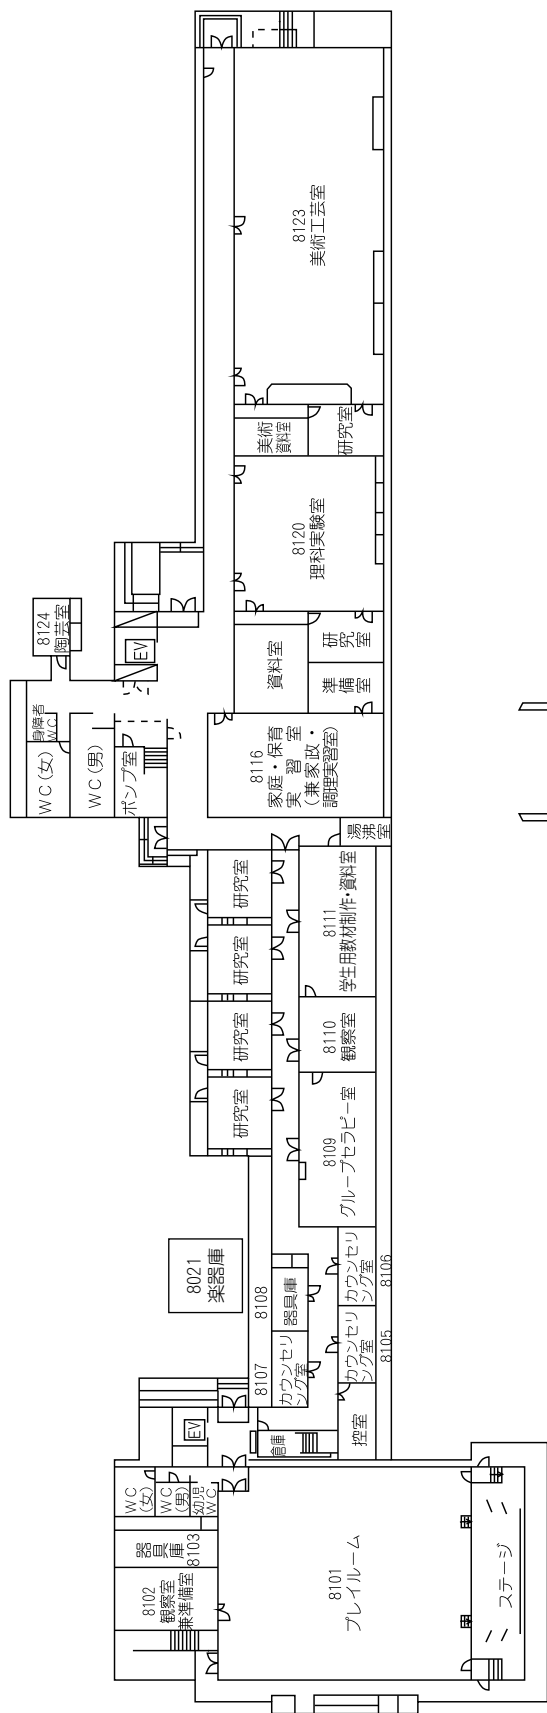 8123
美術工芸室
美術
資料室
研究室
8120
理科実験室
8124
陶芸室
EV
資料室
研究室
準備室
身障者
W.C.
WC(女)
WC(男)
ポンプ室
8116
家庭・保育
実習室
(兼家政・
調理実習室)
湯沸室
研究室
研究室
研究室
研究室
8111
学生用教材制作・資料室
8110
観察室
8109
グループセラピー室
8021
楽器庫
8108
器具庫
8107
カウンセリ
ング室
カウンセリ
ング室
8106
カウンセリ
ング室
8105
控室
倉庫
EV
WC
(女)
WC
(男)
幼児
WC
器具庫
8103
8102
観察室
兼準備室
8101
プレイルーム
ステージ